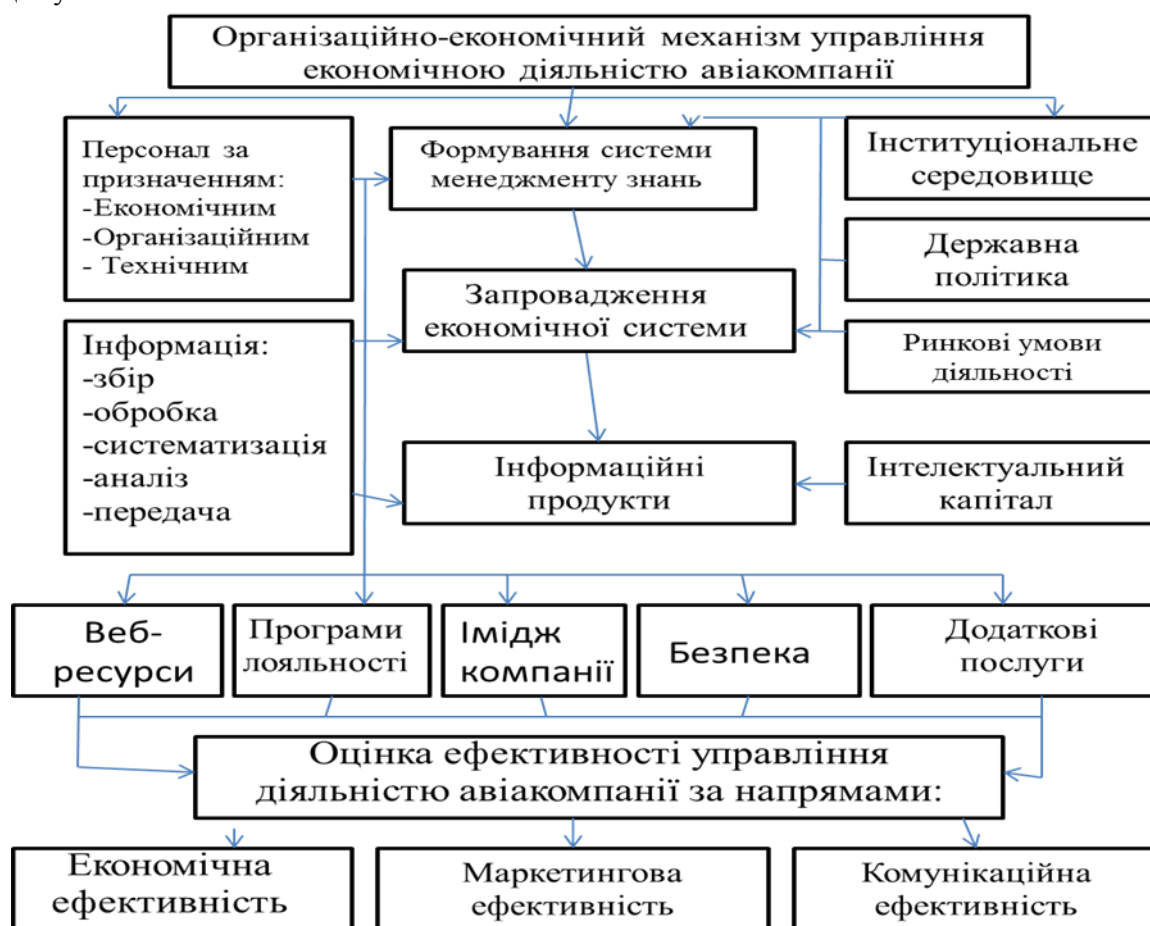 Організаційно-економічний механізм управління
економічною діяльністю авіакомпанії
Персонал за
призначенням:
-Економічним
-Організаційним
- Технічним
Формування системи
менеджменту знань
Інституціональне
середовище
Державна
політика
Запровадження
економічної системи
Ринкові умови
діяльності
Інформація:
-збір
-обробка
-систематизація
-аналіз
-передача
Інформаційні
продукти
Інтелектуальний
капітал
Веб-
ресурси
Програми
лояльності
Імідж
компанії
Безпека
Додаткові
послуги
Оцінка ефективності управління
діяльністю авіакомпанії за напрямами:
Економічна
ефективність
Маркетингова
ефективність
Комунікаційна
ефективність